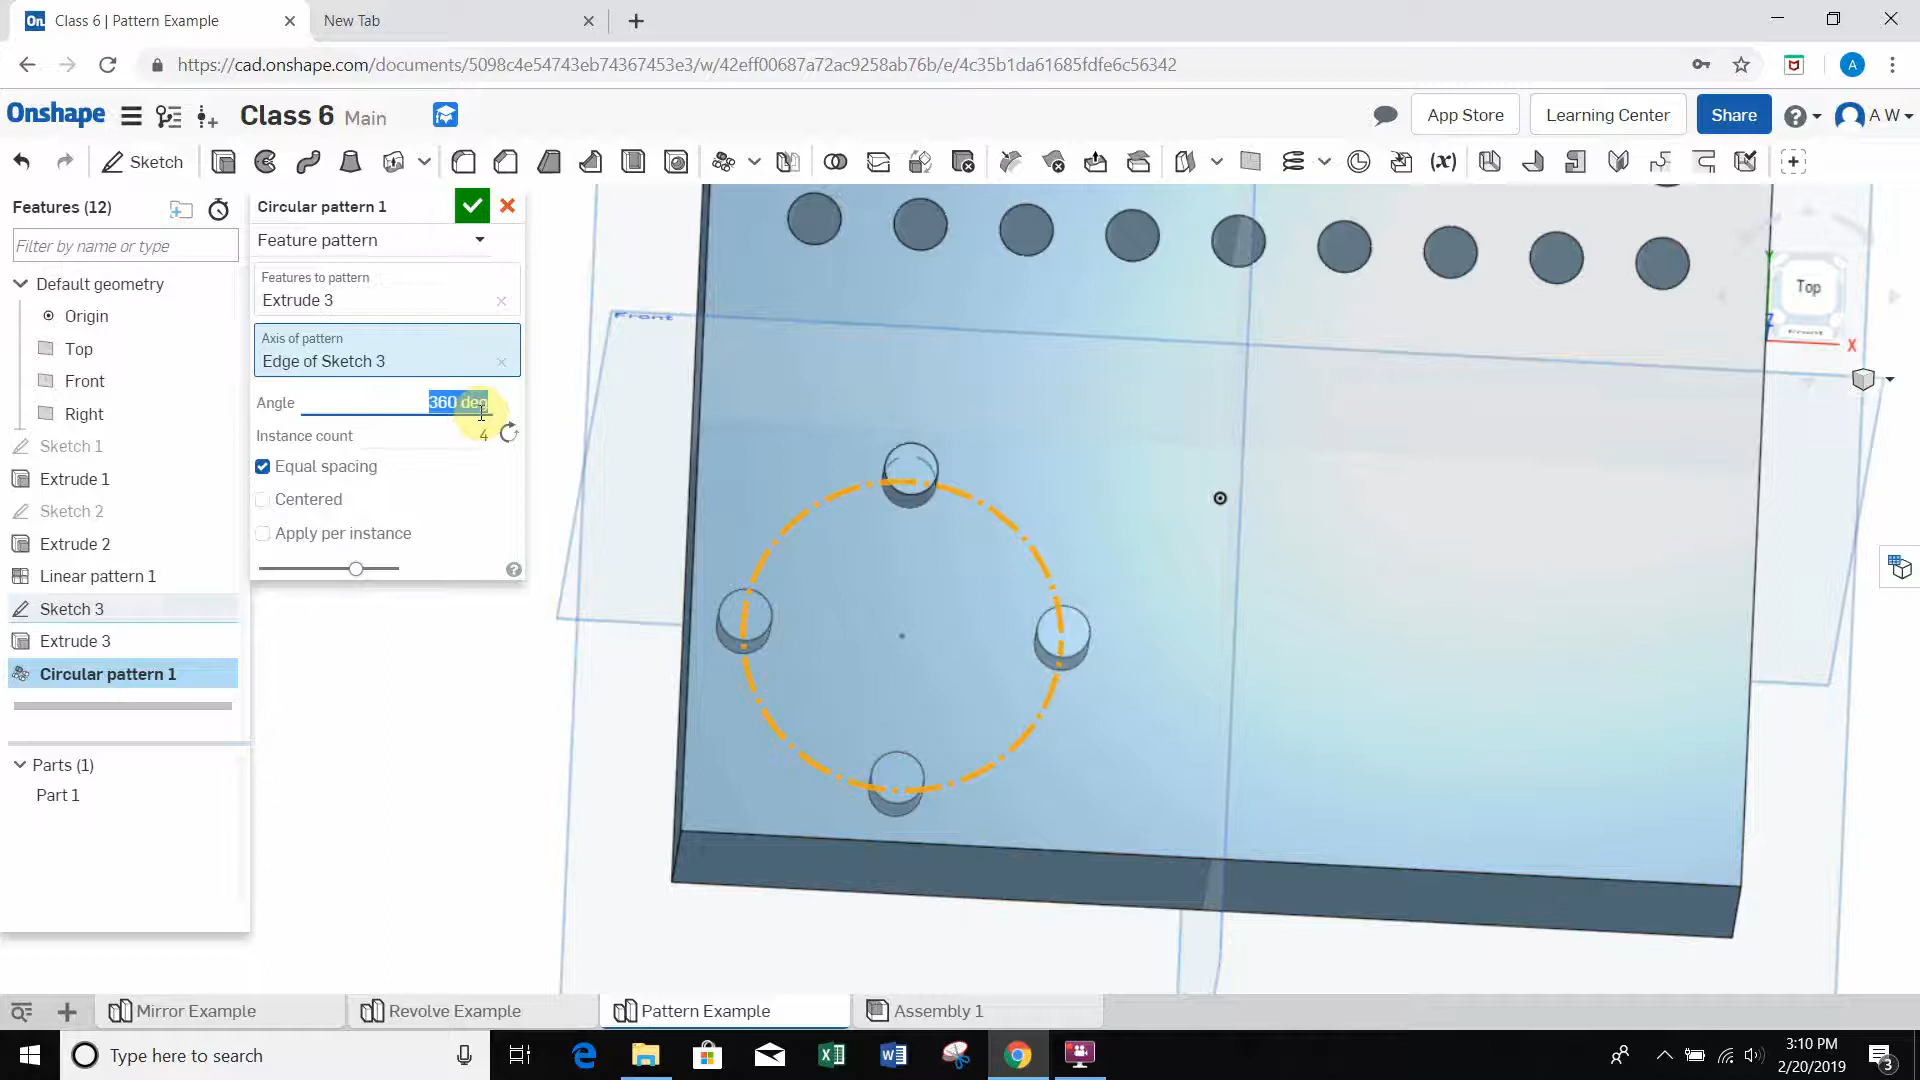 Class 6 | Pattern Example
New Tab
https://cad.onshape.com/documents/5098c4e54743eb74367453e3/w/42eff00687a72ac9258ab76b/e/4c35b1da61685fdfe6c56342
A
Onshape
Class 6 Main
App Store
Learning Center
Share
A W
Sketch
(x)
Features (12)
Filter by name or type
Default geometry
Origin
Top
Front
Right
Sketch 1
Extrude 1
Sketch 2
Extrude 2
Linear pattern 1
Sketch 3
Extrude 3
Circular pattern 1
Parts (1)
Part 1
Circular pattern 1
Feature pattern
Features to pattern
Extrude 3
Axis of pattern
Edge of Sketch 3
Angle 360 deg
Instance count 4
Equal spacing
Centered
Apply per instance
Front
Top
Front
Z
X
Mirror Example
Revolve Example
Pattern Example
Assembly 1
Type here to search
3:10 PM
2/20/2019
3